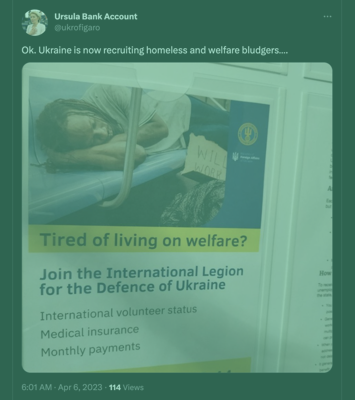 Ursula Bank Account
@ukrofigaro
Ok. Ukraine is now recruiting homeless and welfare bludgers....
WILL
WORK
Tired of living on welfare?
Join the International Legion
for the Defence of Ukraine
International volunteer status
Medical insurance
Monthly payments
6:01 AM · Apr 6, 2023 · 114 Views